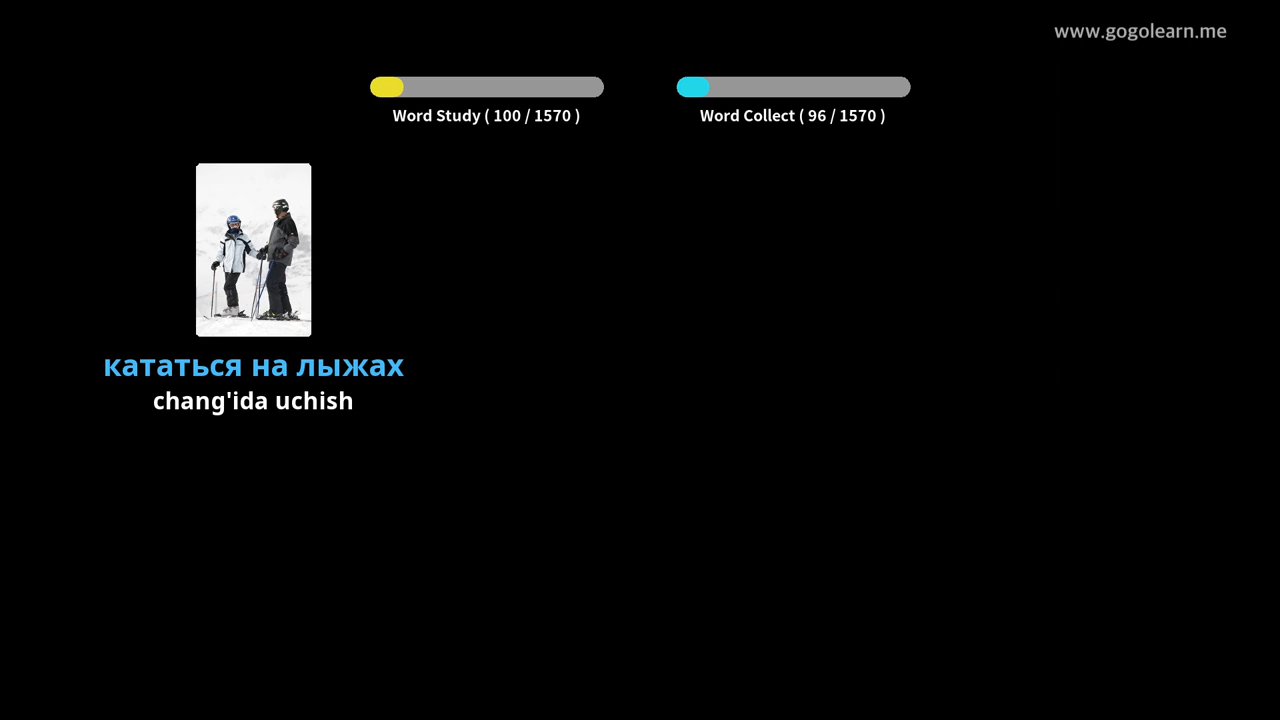 www.gogolearn.me
Word Study ( 100 / 1570 )
Word Collect ( 96 / 1570 )
кататься на лыжах
chang'ida uchish